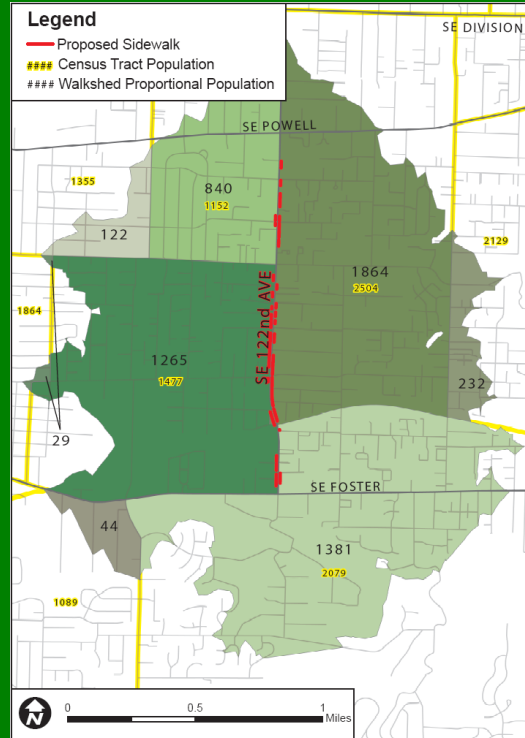 Legend
Proposed Sidewalk
#### Census Tract Population
#### Walkshed Proportional Population
SE DIVISION
SE POWELL
1355
840
1152
122
2129
1864
2504
1864
SE 122nd AVE
1265
1477
232
29
SE FOSTER
44
1381
2079
1089
N
0 0.5 1
Miles